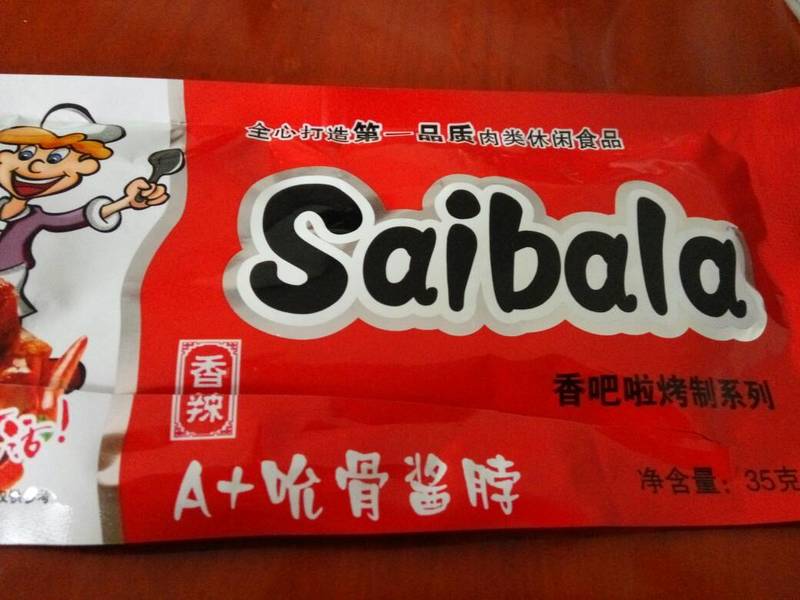 全心打造第一品质肉类休闲食品
Saibala
香辣
香吧啦烤制系列
A+吮骨酱脖
净含量：35克